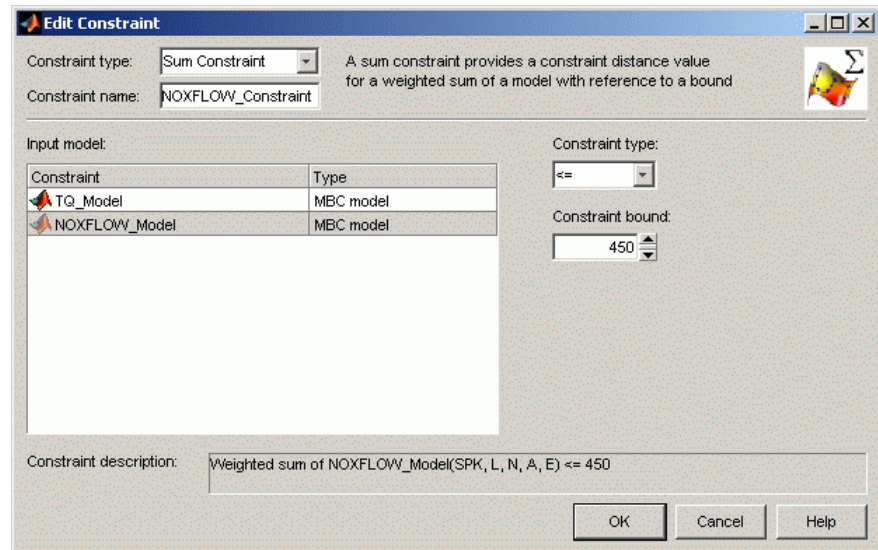 Edit Constraint
Constraint type: Sum Constraint
A sum constraint provides a constraint distance value
for a weighted sum of a model with reference to a bound
Σ
Constraint name: NOXFLOW_Constraint
Input model:
Constraint type:
Constraint Type
<=
TQ_Model MBC model
NOXFLOW_Model MBC model
Constraint bound:
450
Constraint description: Weighted sum of NOXFLOW_Model(SPK, L, N, A, E) <= 450
OK Cancel Help